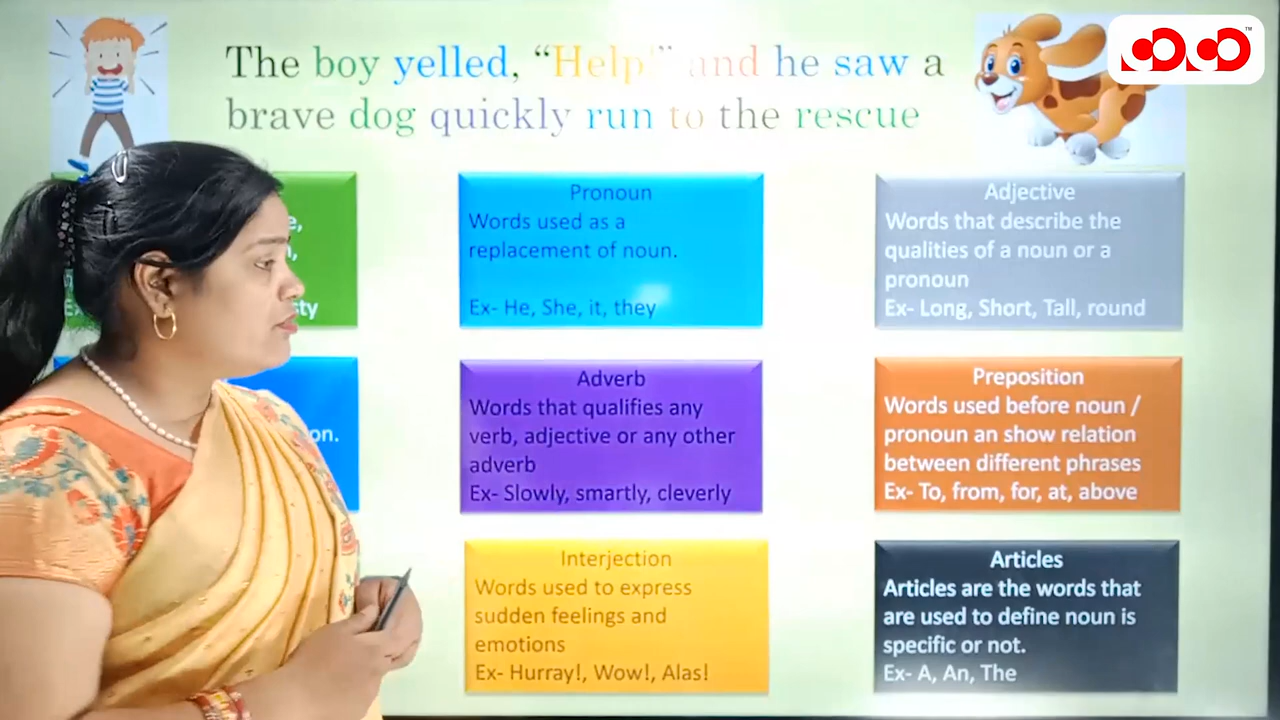 The boy yelled, “Help!” and he saw a
brave dog quickly run to the rescue
Pronoun
Words used as a
replacement of noun.
Ex- He, She, it, they
Adjective
Words that describe the
qualities of a noun or a
pronoun
Ex- Long, Short, Tall, round
Adverb
Words that qualifies any
verb, adjective or any other
adverb
Ex- Slowly, smartly, cleverly
Preposition
Words used before noun /
pronoun an show relation
between different phrases
Ex- To, from, for, at, above
Interjection
Words used to express
sudden feelings and
emotions
Ex- Hurray!, Wow!, Alas!
Articles
Articles are the words that
are used to define noun is
specific or not.
Ex- A, An, The